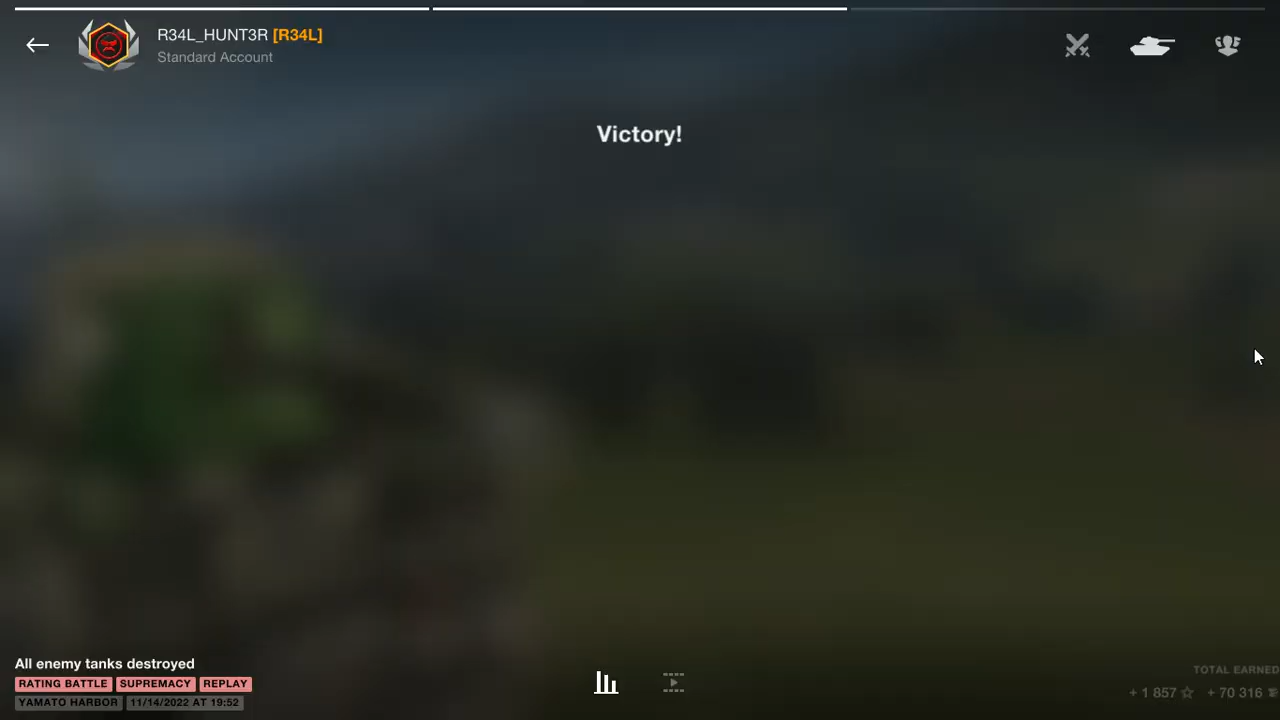 R34L_HUNT3R [R34L]
Standard Account
Victory!
All enemy tanks destroyed
RATING BATTLE SUPREMACY REPLAY
YAMATO HARBOR 11/14/2022 AT 19:52
TOTAL EARNED
+ 1 857 + 70 316